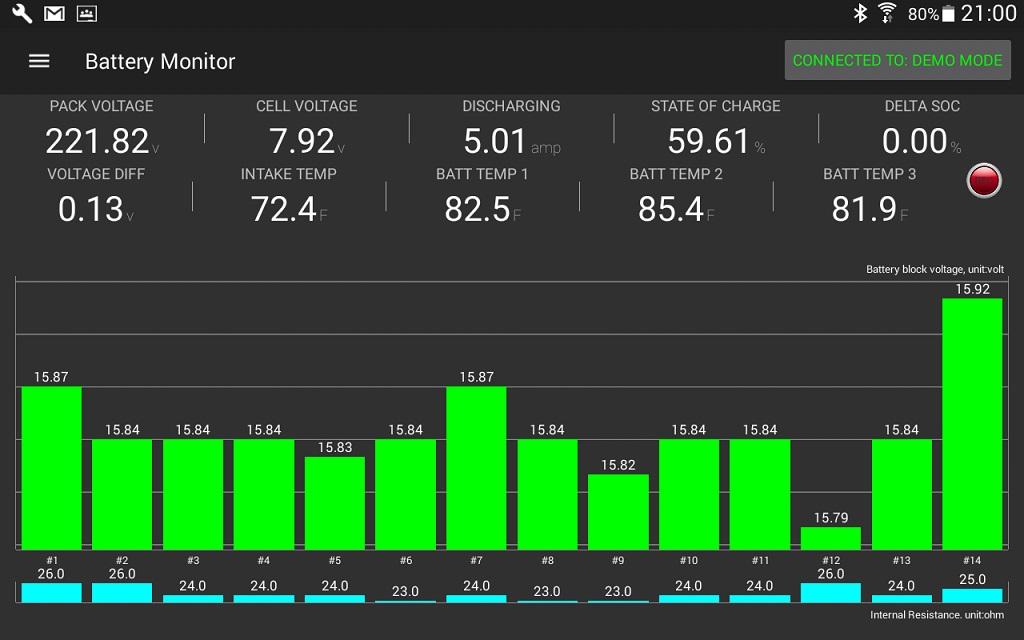 80% 21:00
Battery Monitor CONNECTED TO: DEMO MODE
PACK VOLTAGE CELL VOLTAGE DISCHARGING STATE OF CHARGE DELTA SOC
221.82 v 7.92 v 5.01 amp 59.61 % 0.00 %
VOLTAGE DIFF INTAKE TEMP BATT TEMP 1 BATT TEMP 2 BATT TEMP 3
0.13 v 72.4 F 82.5 F 85.4 F 81.9 F
Battery block voltage, unit:volt
15.87 15.84 15.84 15.84 15.83 15.84 15.87 15.84 15.82 15.84 15.84 15.79 15.84 15.92
#1 #2 #3 #4 #5 #6 #7 #8 #9 #10 #11 #12 #13 #14
26.0 26.0 24.0 24.0 24.0 23.0 24.0 23.0 23.0 24.0 24.0 26.0 24.0 25.0
Internal Resistance. unit:ohm